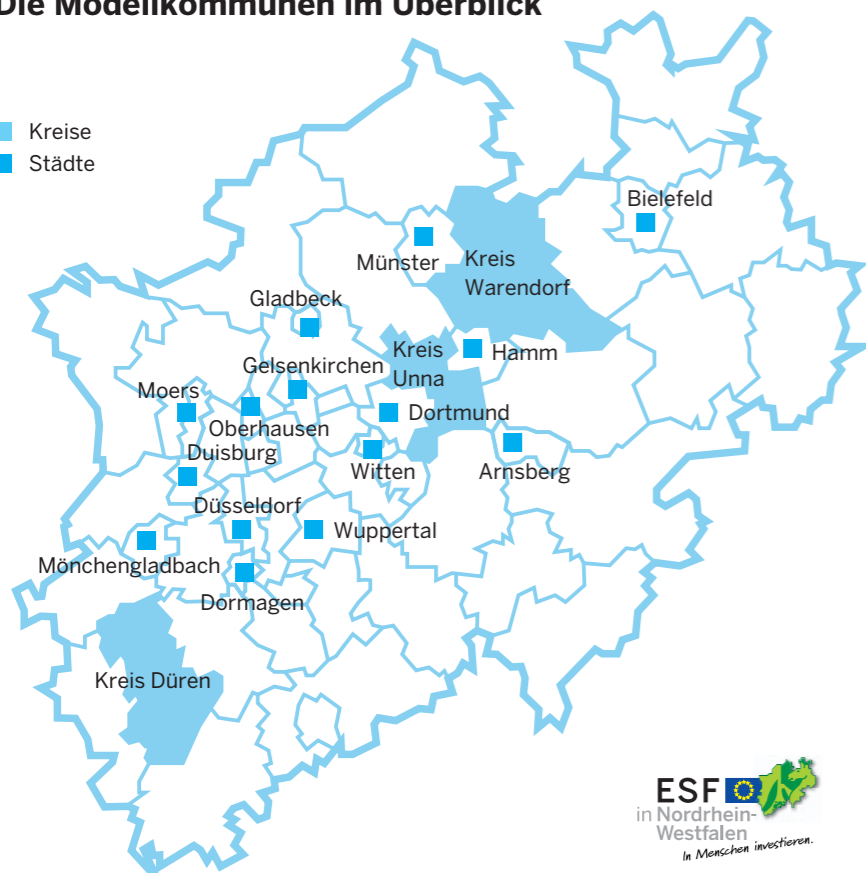 Die Modellkommunen im Überblick
Kreise
Städte
Bielefeld
Münster
Kreis
Warendorf
Gladbeck
Kreis
Unna
Hamm
Gelsenkirchen
Moers
Oberhausen
Dortmund
Duisburg
Witten
Arnsberg
Düsseldorf
Wuppertal
Mönchengladbach
Dormagen
Kreis Düren
ESF
in Nordrhein-
Westfalen
In Menschen investieren.